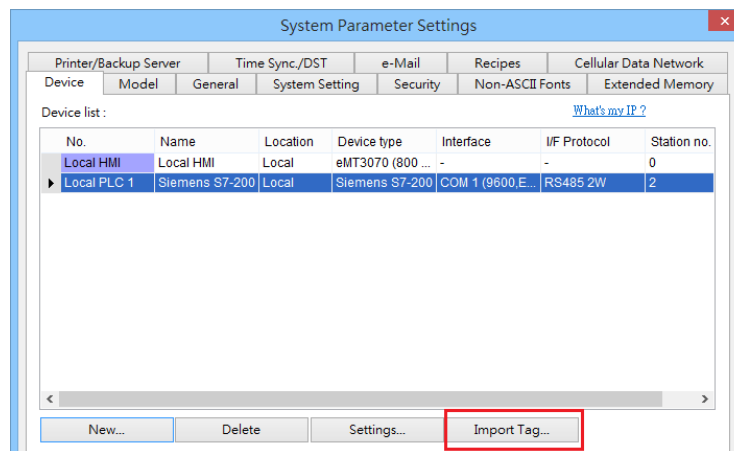 System Parameter Settings
Printer/Backup Server Time Sync./DST e-Mail Recipes Cellular Data Network
Device Model General System Setting Security Non-ASCII Fonts Extended Memory
Device list : What's my IP ?
No. Name Location Device type Interface I/F Protocol Station no.
Local HMI Local HMI Local eMT3070 (800 ... - - 0
Local PLC 1 Siemens S7-200 Local Siemens S7-200 COM 1 (9600,E... RS485 2W 2
New... Delete Settings... Import Tag...